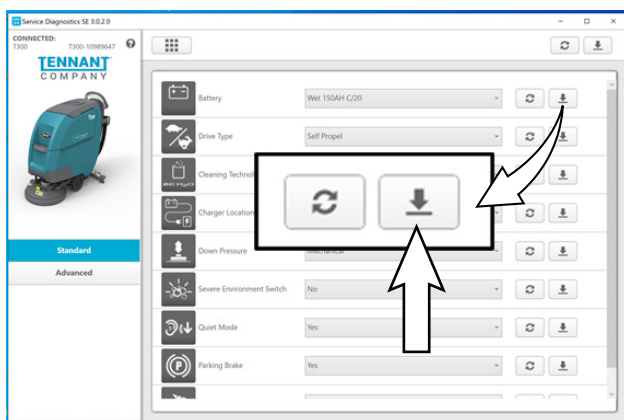 Service Diagnostics SE 3.0.2.0
CONNECTED:
T300 T300-10989647
TENNANT
COMPANY
Standard
Advanced
Battery Wet 150AH C/20
Drive Type Self Propel
Cleaning Technol
Charger Location
Down Pressure Mechanical
Severe Environment Switch No
Quiet Mode Yes
Parking Brake Yes